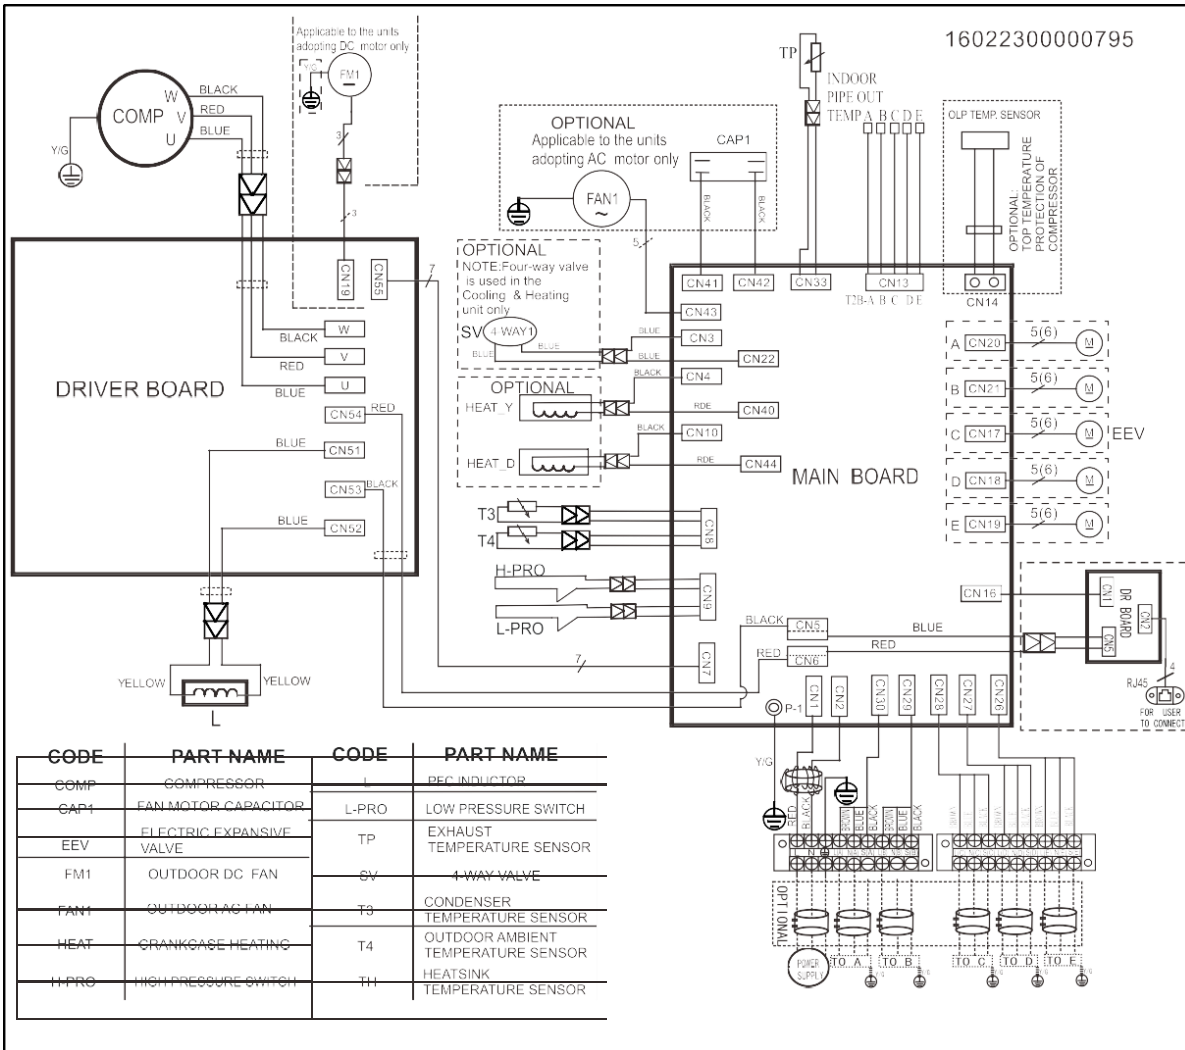 16022300000795
Applicable to the units
adopting DC motor only
Y/G
FM1
3
3
COMP
W
V
U
BLACK
RED
BLUE
Y/G
OPTIONAL
Applicable to the units
adopting AC motor only
FAN1
~
CAP1
BLACK
BLACK
5
TP
INDOOR
PIPE OUT
TEMP.A B C D E
OLP TEMP. SENSOR
OPTIONAL:
TOP TEMPERATURE
PROTECTION OF
COMPRESSOR
OPTIONAL
NOTE:Four-way valve
is used in the
Cooling & Heating
unit only
SV
4-WAY1
BLUE
BLUE
BLUE
BLUE
OPTIONAL
HEAT_Y
BLACK
RDE
HEAT_D
BLACK
RDE
T3
T4
H-PRO
L-PRO
DRIVER BOARD
CN19
CN55
7
W
V
U
BLACK
RED
BLUE
CN54
RED
CN51
BLUE
CN53
BLACK
CN52
BLUE
YELLOW
YELLOW
L
MAIN BOARD
CN41
CN42
CN33
CN13
T2B-A B C D E
CN14
CN43
CN3
CN22
CN4
CN40
CN10
CN44
CN8
CN9
CN7
7
A
CN20
5(6)
M
B
CN21
5(6)
M
C
CN17
5(6)
M
EEV
D
CN18
5(6)
M
E
CN19
5(6)
M
CN16
BLACK
CN5
BLUE
RED
CN6
RED
DR BOARD
CN1
CN2
CN5
4
RJ45
FOR USER
TO CONNECT
P-1
CN1
CN2
CN30
CN29
CN28
CN27
CN26
Y/G
RED
BLACK
BROWN
BLUE
BLACK
BROWN
BLUE
BLACK
L
N
OPTIONAL
POWER
SUPPLY
TO A
Y/G
TO B
Y/G
TO C
Y/G
TO D
Y/G
TO E
Y/G
CODE
PART NAME
CODE
PART NAME
COMP
COMPRESSOR
L
PFC INDUCTOR
CAP1
FAN MOTOR CAPACITOR
L-PRO
LOW PRESSURE SWITCH
EEV
ELECTRIC EXPANSIVE
VALVE
TP
EXHAUST
TEMPERATURE SENSOR
FM1
OUTDOOR DC FAN
SV
4-WAY VALVE
FAN1
OUTDOOR AC FAN
T3
CONDENSER
TEMPERATURE SENSOR
HEAT
CRANKCASE HEATING
T4
OUTDOOR AMBIENT
TEMPERATURE SENSOR
H-PRO
HIGH PRESSURE SWITCH
TH
HEATSINK
TEMPERATURE SENSOR